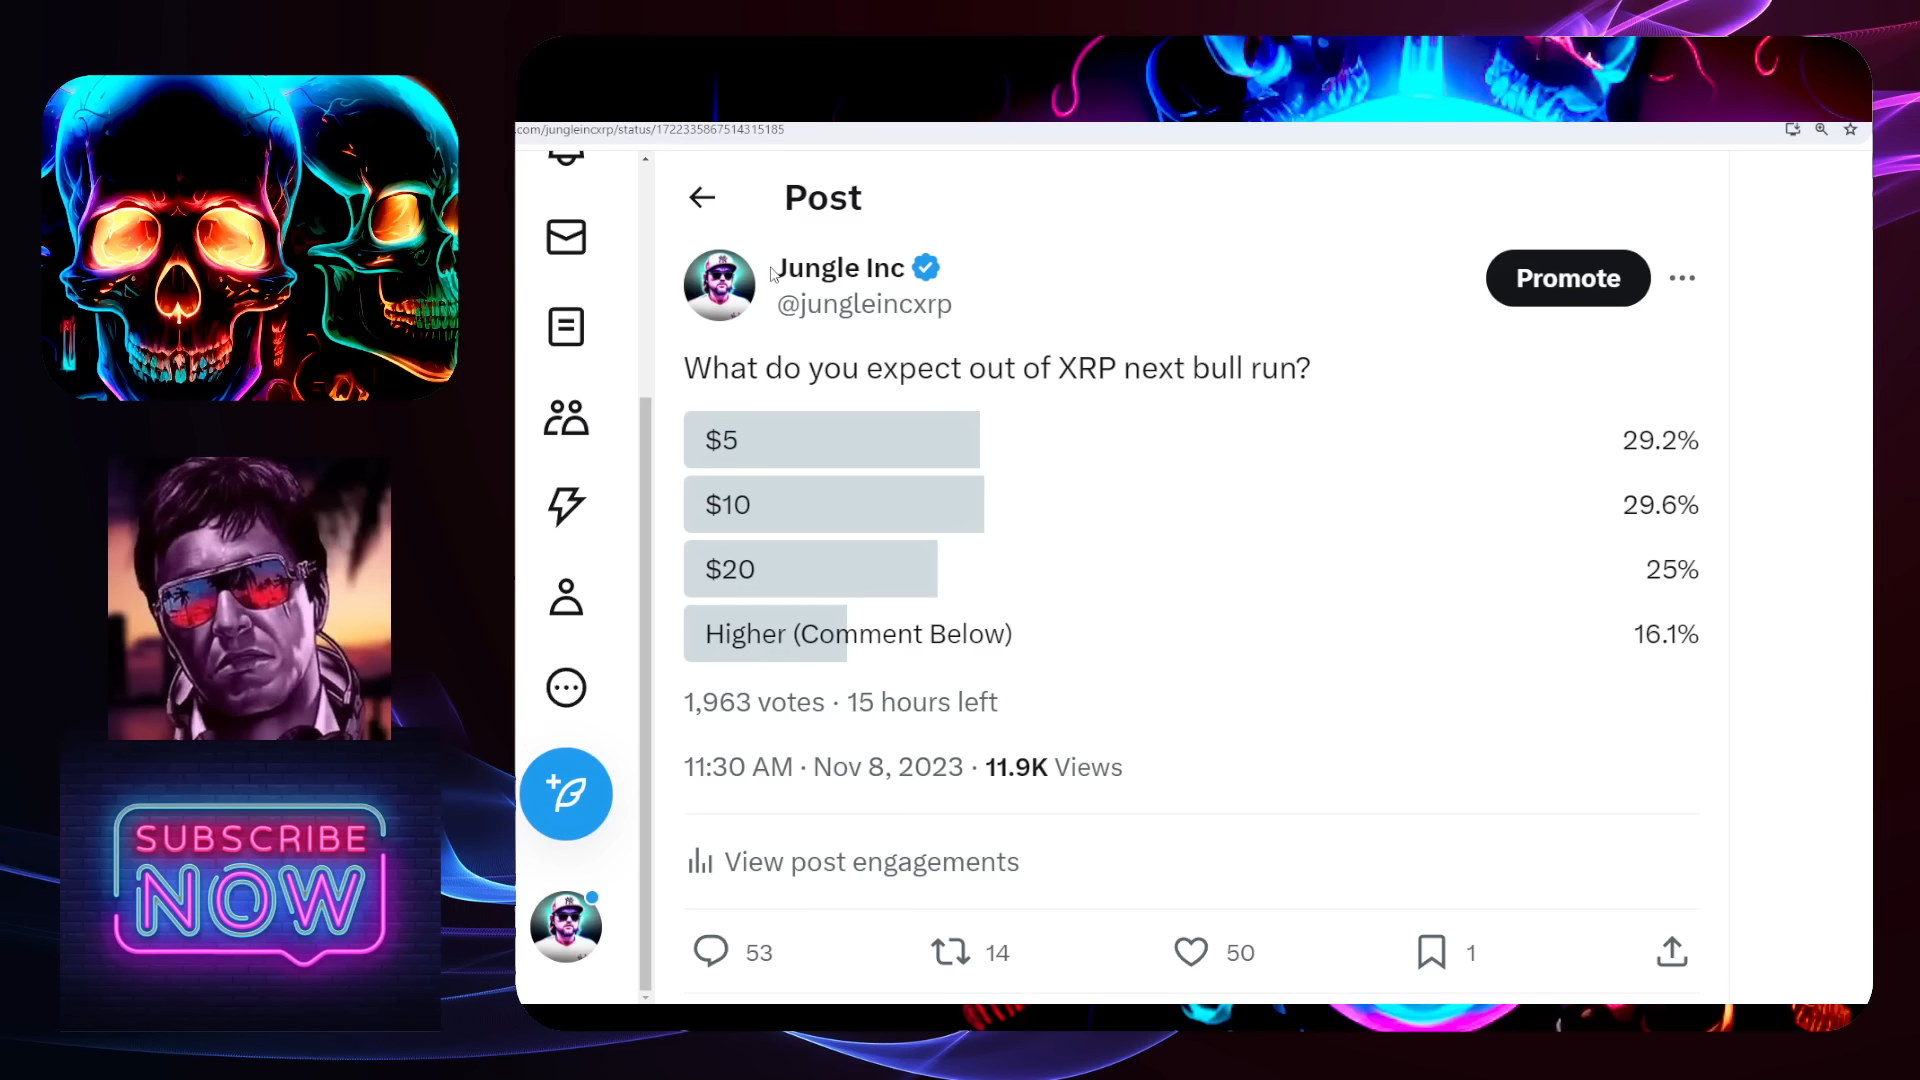 .com/jungleincxrp/status/1722335867514315185
Post
Jungle Inc
@jungleincxrp
Promote
What do you expect out of XRP next bull run?
$5 29.2%
$10 29.6%
$20 25%
Higher (Comment Below) 16.1%
1,963 votes · 15 hours left
11:30 AM · Nov 8, 2023 · 11.9K Views
View post engagements
53 14 50 1
SUBSCRIBE
NOW